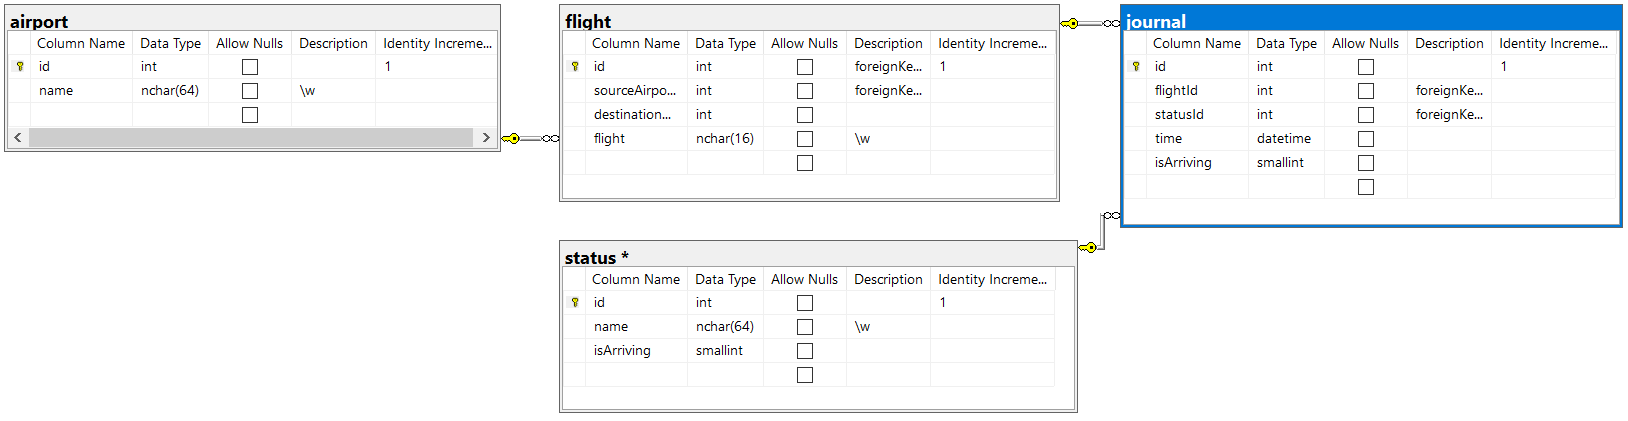 airport
Column Name Data Type Allow Nulls Description Identity Increme...
id int 1
name nchar(64) \w
flight
Column Name Data Type Allow Nulls Description Identity Increme...
id int foreignKe... 1
sourceAirpo... int foreignKe...
destination... int
flight nchar(16) \w
journal
Column Name Data Type Allow Nulls Description Identity Increme...
id int 1
flightId int foreignKe...
statusId int foreignKe...
time datetime
isArriving smallint
status *
Column Name Data Type Allow Nulls Description Identity Increme...
id int 1
name nchar(64) \w
isArriving smallint